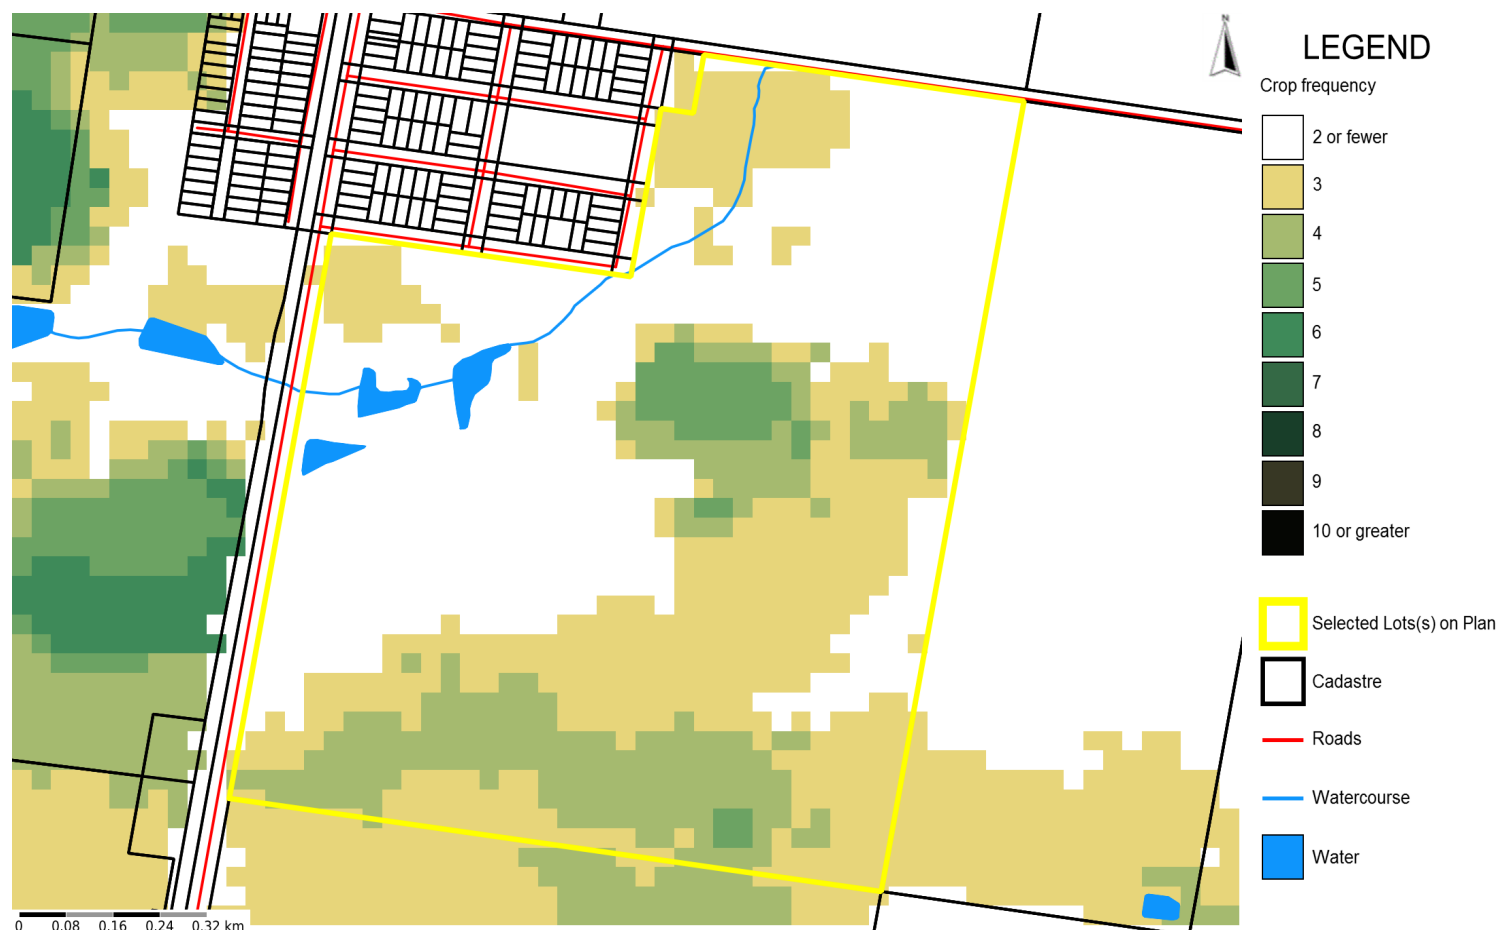 N
LEGEND
Crop frequency
2 or fewer
3
4
5
6
7
8
9
10 or greater
Selected Lots(s) on Plan
Cadastre
Roads
Watercourse
Water
0 0.08 0.16 0.24 0.32 km